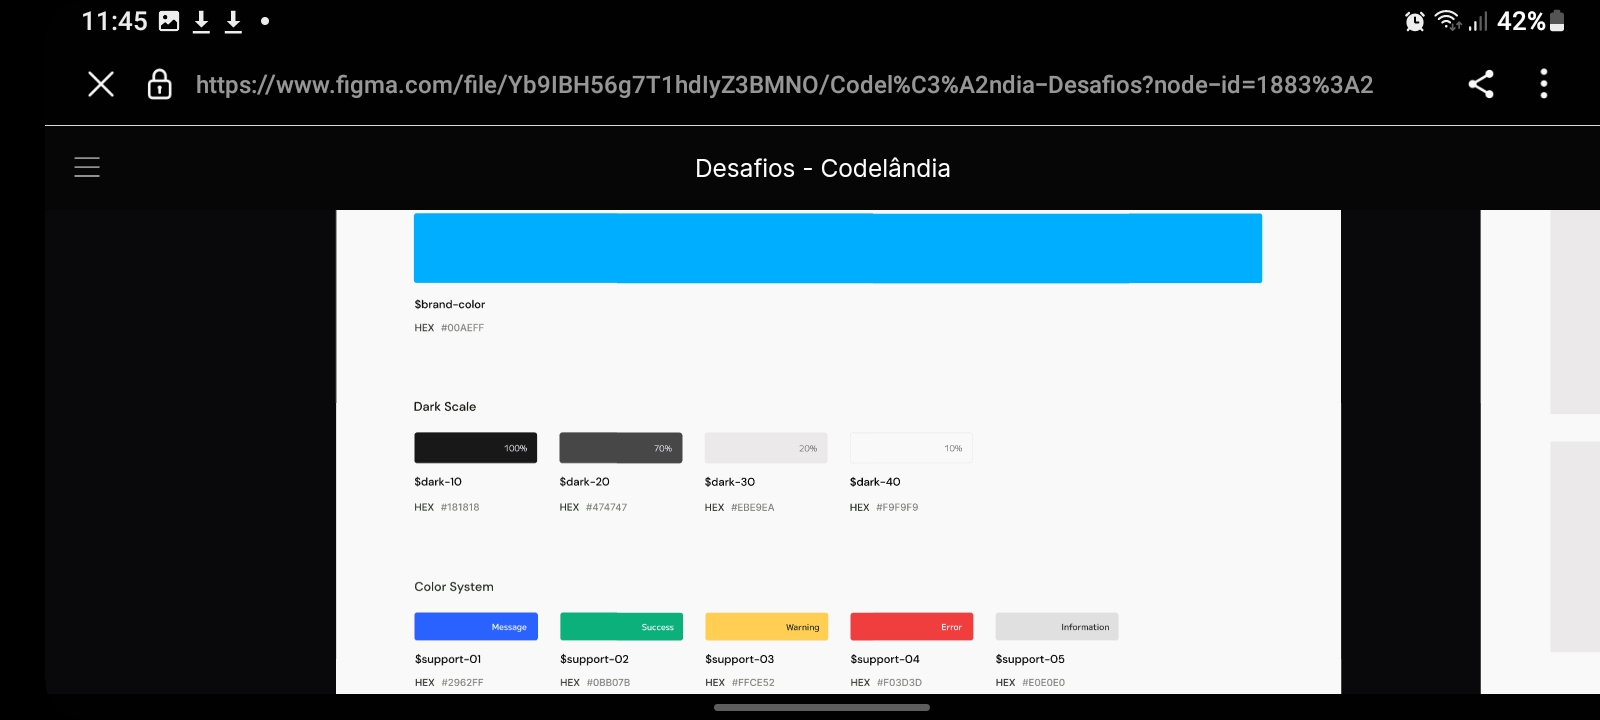 11:45
42%
https://www.figma.com/file/Yb9IBH56g7T1hdIyZ3BMNO/Codel%C3%A2ndia-Desafios?node-id=1883%3A2
Desafios - Codelândia
$brand-color
HEX #00AEFF
Dark Scale
100% 70% 20% 10%
$dark-10 $dark-20 $dark-30 $dark-40
HEX #181818 HEX #474747 HEX #EBE9EA HEX #F9F9F9
Color System
Message Success Warning Error Information
$support-01 $support-02 $support-03 $support-04 $support-05
HEX #2962FF HEX #0BB07B HEX #FFCE52 HEX #F03D3D HEX #E0E0E0